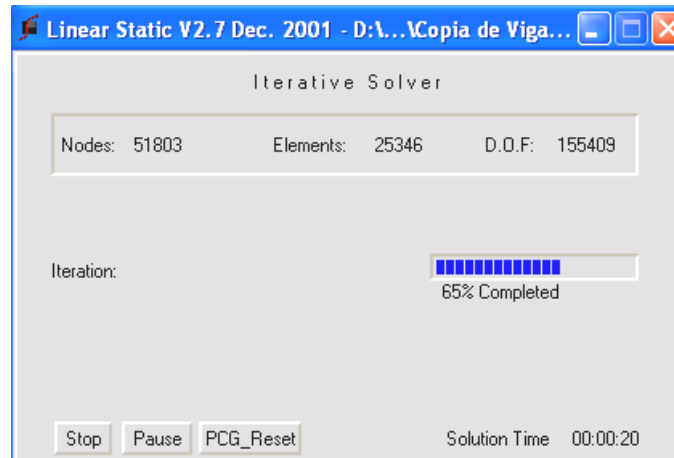 Linear Static V2.7 Dec. 2001 - D:\...\Copia de Viga...
Iterative Solver
Nodes: 51803 Elements: 25346 D.O.F: 155409
Iteration:
65% Completed
Stop Pause PCG_Reset Solution Time 00:00:20